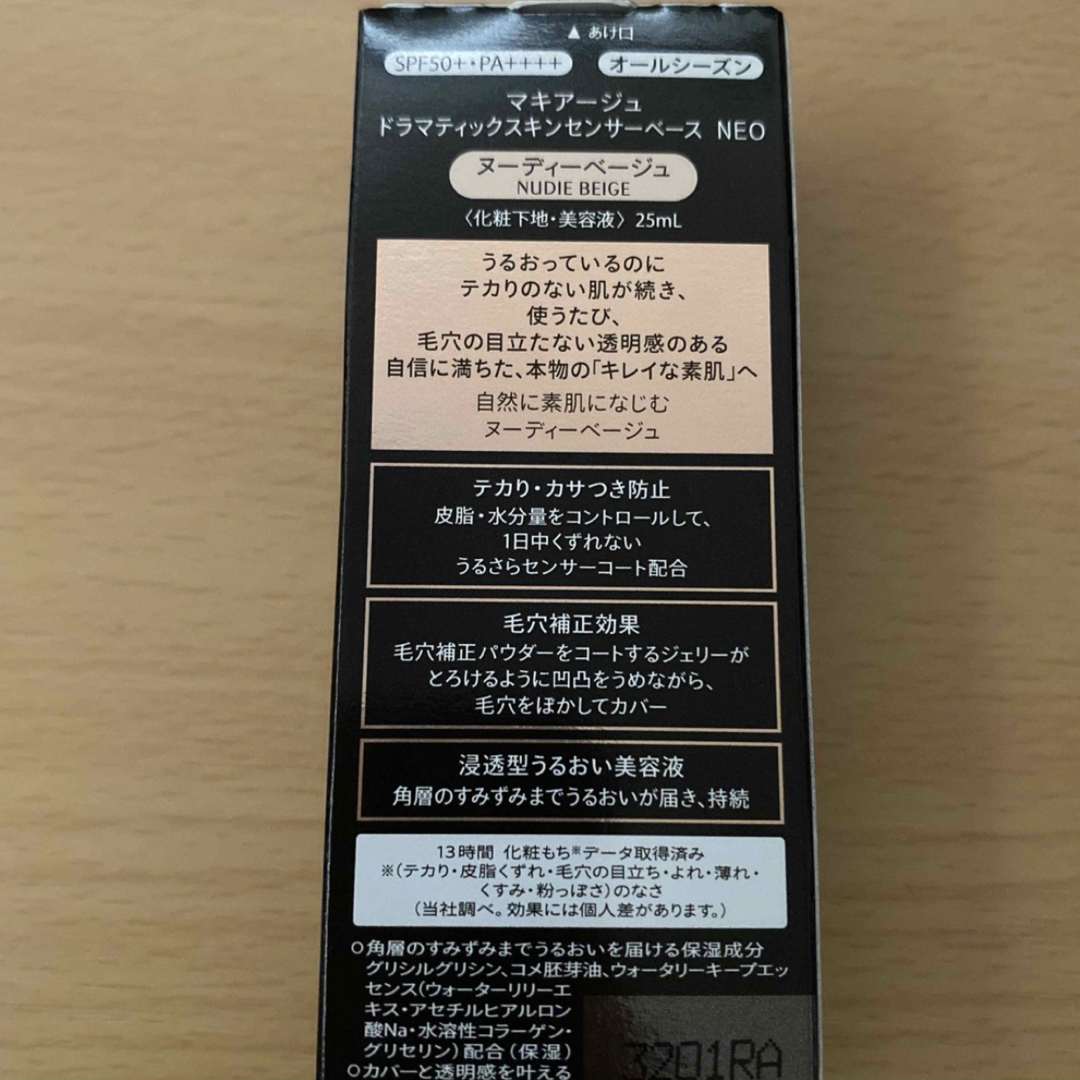 ▲ あけ口
SPF50+・PA++++ オールシーズン
マキアージュ
ドラマティックスキンセンサーベース NEO
ヌーディーベージュ
NUDIE BEIGE
〈化粧下地・美容液〉 25mL
うるおっているのに
テカりのない肌が続き、
使うたび、
毛穴の目立たない透明感のある
自信に満ちた、本物の「キレイな素肌」へ
自然に素肌になじむ
ヌーディーベージュ
テカり・カサつき防止
皮脂・水分量をコントロールして、
1日中くずれない
うるさらセンサーコート配合
毛穴補正効果
毛穴補正パウダーをコートするジェリーが
とろけるように凹凸をうめながら、
毛穴をぼかしてカバー
浸透型うるおい美容液
角層のすみずみまでうるおいが届き、持続
13時間 化粧もち※データ取得済み
※(テカり・皮脂くずれ・毛穴の目立ち・よれ・薄れ・
くすみ・粉っぽさ)のなさ
(当社調べ。効果には個人差があります。)
○角層のすみずみまでうるおいを届ける保湿成分
グリシルグリシン、コメ胚芽油、ウォータリーキープエッ
センス(ウォーターリリーエ
キス・アセチルヒアルロン
酸Na・水溶性コラーゲン・
グリセリン)配合(保湿)
○カバーと透明感を叶える
3201RA